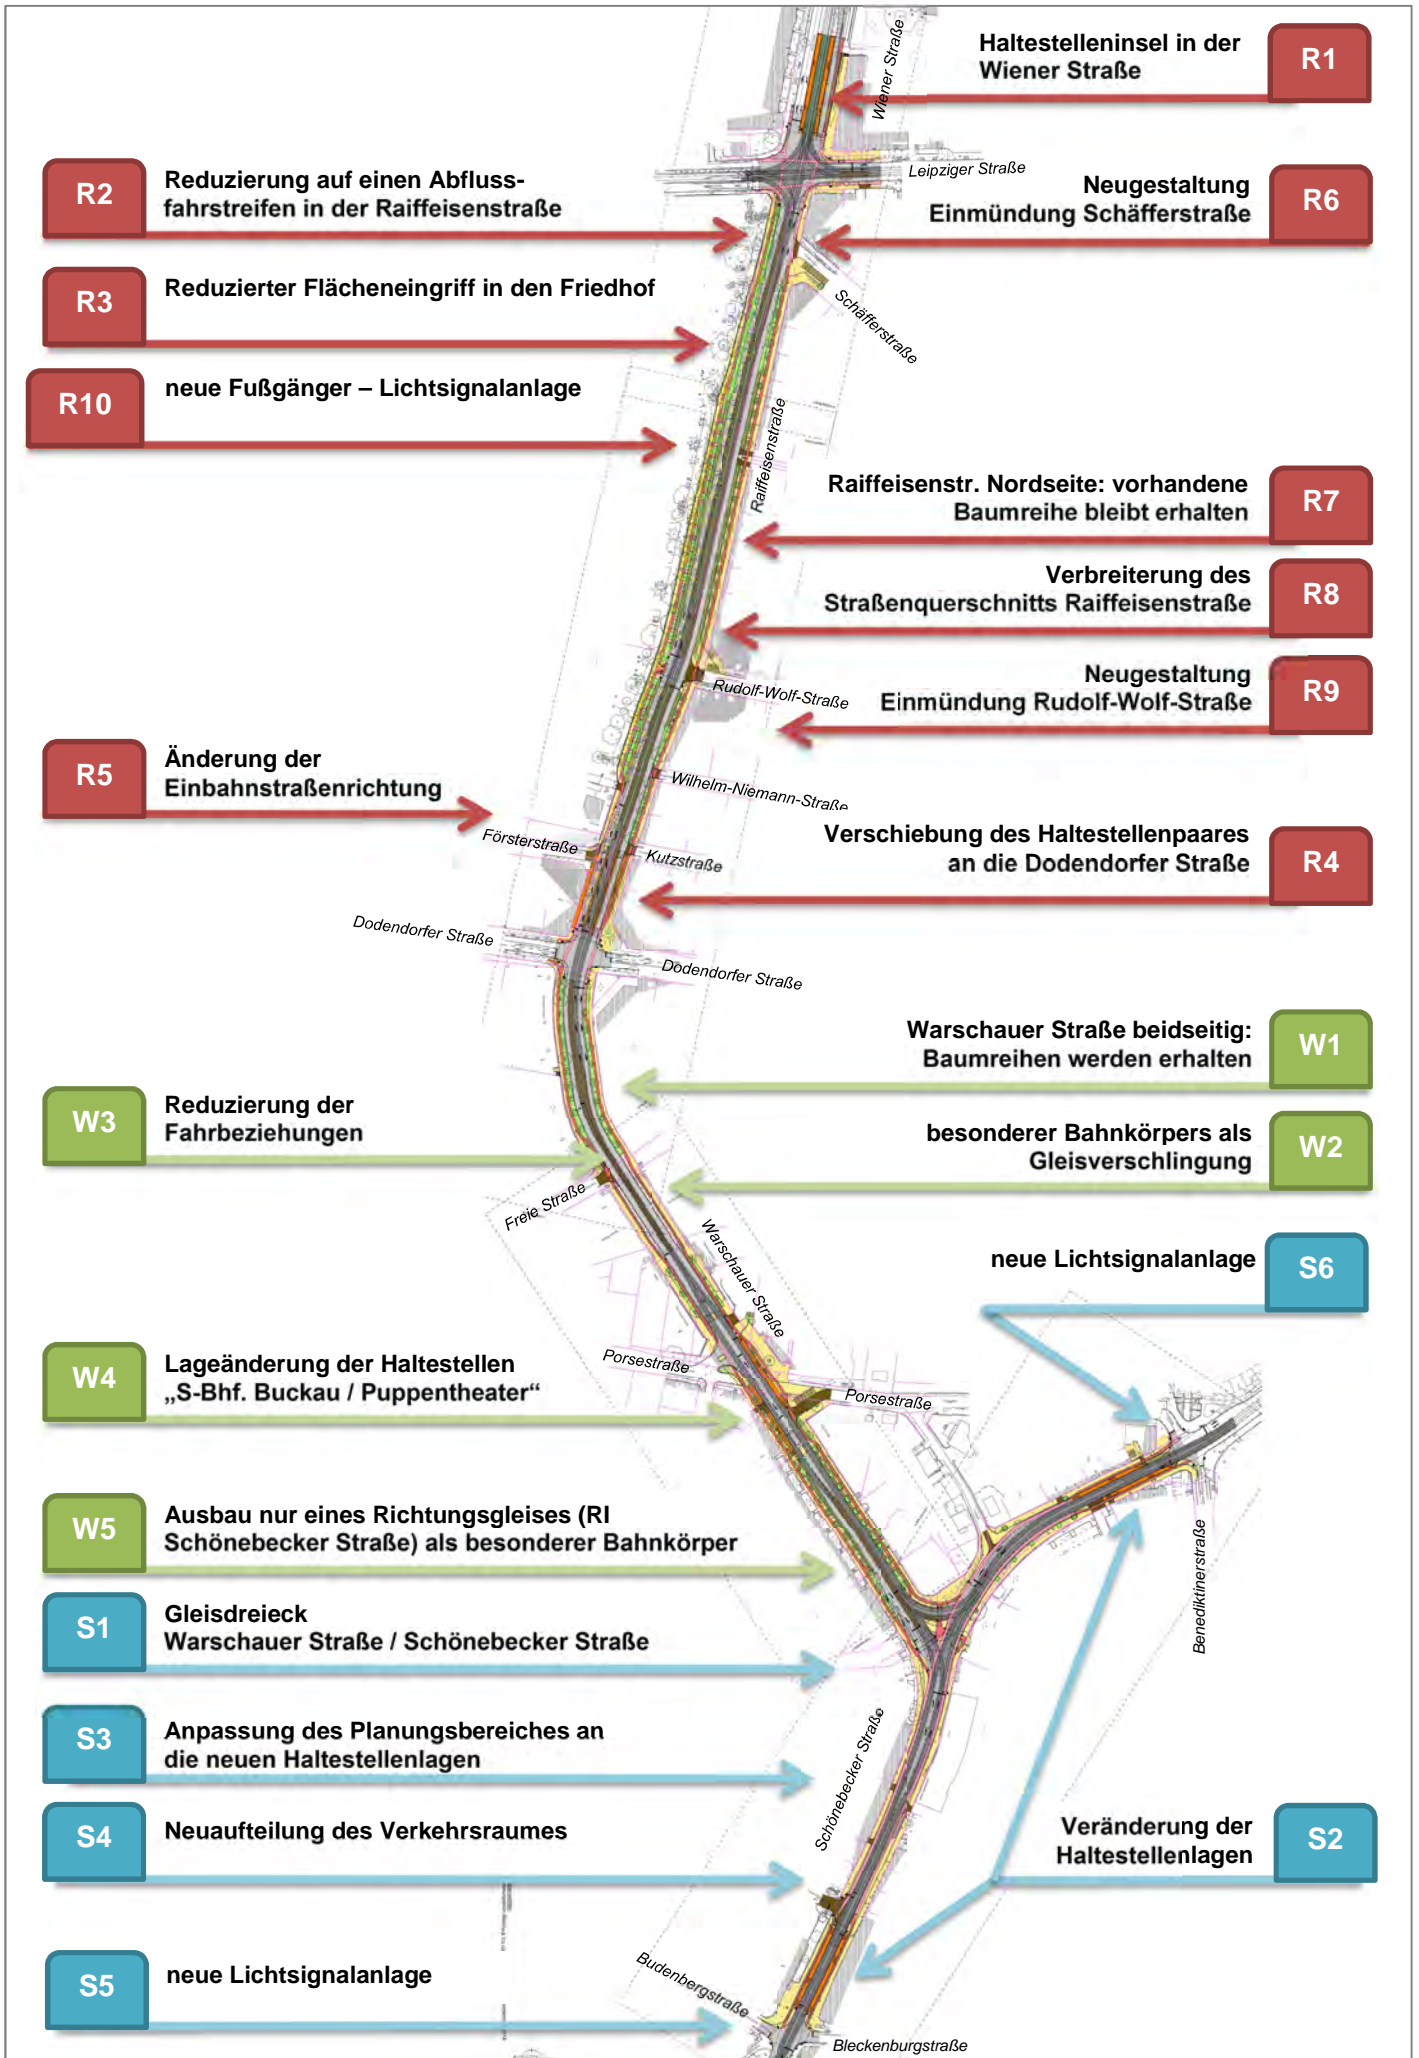 Haltestelleninsel in der
Wiener Straße
R1
Wiener Straße
Leipziger Straße
R2
Reduzierung auf einen Abfluss-
fahrstreifen in der Raiffeisenstraße
Neugestaltung
Einmündung Schäfferstraße
R6
R3
Reduzierter Flächeneingriff in den Friedhof
Schäfferstraße
R10
neue Fußgänger – Lichtsignalanlage
Raiffeisenstraße
Raiffeisenstr. Nordseite: vorhandene
Baumreihe bleibt erhalten
R7
Verbreiterung des
Straßenquerschnitts Raiffeisenstraße
R8
Neugestaltung
Einmündung Rudolf-Wolf-Straße
R9
Rudolf-Wolf-Straße
R5
Änderung der
Einbahnstraßenrichtung
Wilhelm-Niemann-Straße
Försterstraße
Kutzstraße
Verschiebung des Haltestellenpaares
an die Dodendorfer Straße
R4
Dodendorfer Straße
Dodendorfer Straße
Warschauer Straße beidseitig:
Baumreihen werden erhalten
W1
W3
Reduzierung der
Fahrbeziehungen
besonderer Bahnkörpers als
Gleisverschlingung
W2
Freie Straße
Warschauer Straße
neue Lichtsignalanlage
S6
W4
Lageänderung der Haltestellen
„S-Bhf. Buckau / Puppentheater“
Porsestraße
Porsestraße
W5
Ausbau nur eines Richtungsgleises (RI
Schönebecker Straße) als besonderer Bahnkörper
Benediktinerstraße
S1
Gleisdreieck
Warschauer Straße / Schönebecker Straße
S3
Anpassung des Planungsbereiches an
die neuen Haltestellenlagen
Schönebecker Straße
S4
Neuaufteilung des Verkehrsraumes
Veränderung der
Haltestellenlagen
S2
S5
neue Lichtsignalanlage
Budenbergstraße
Bleckenburgstraße